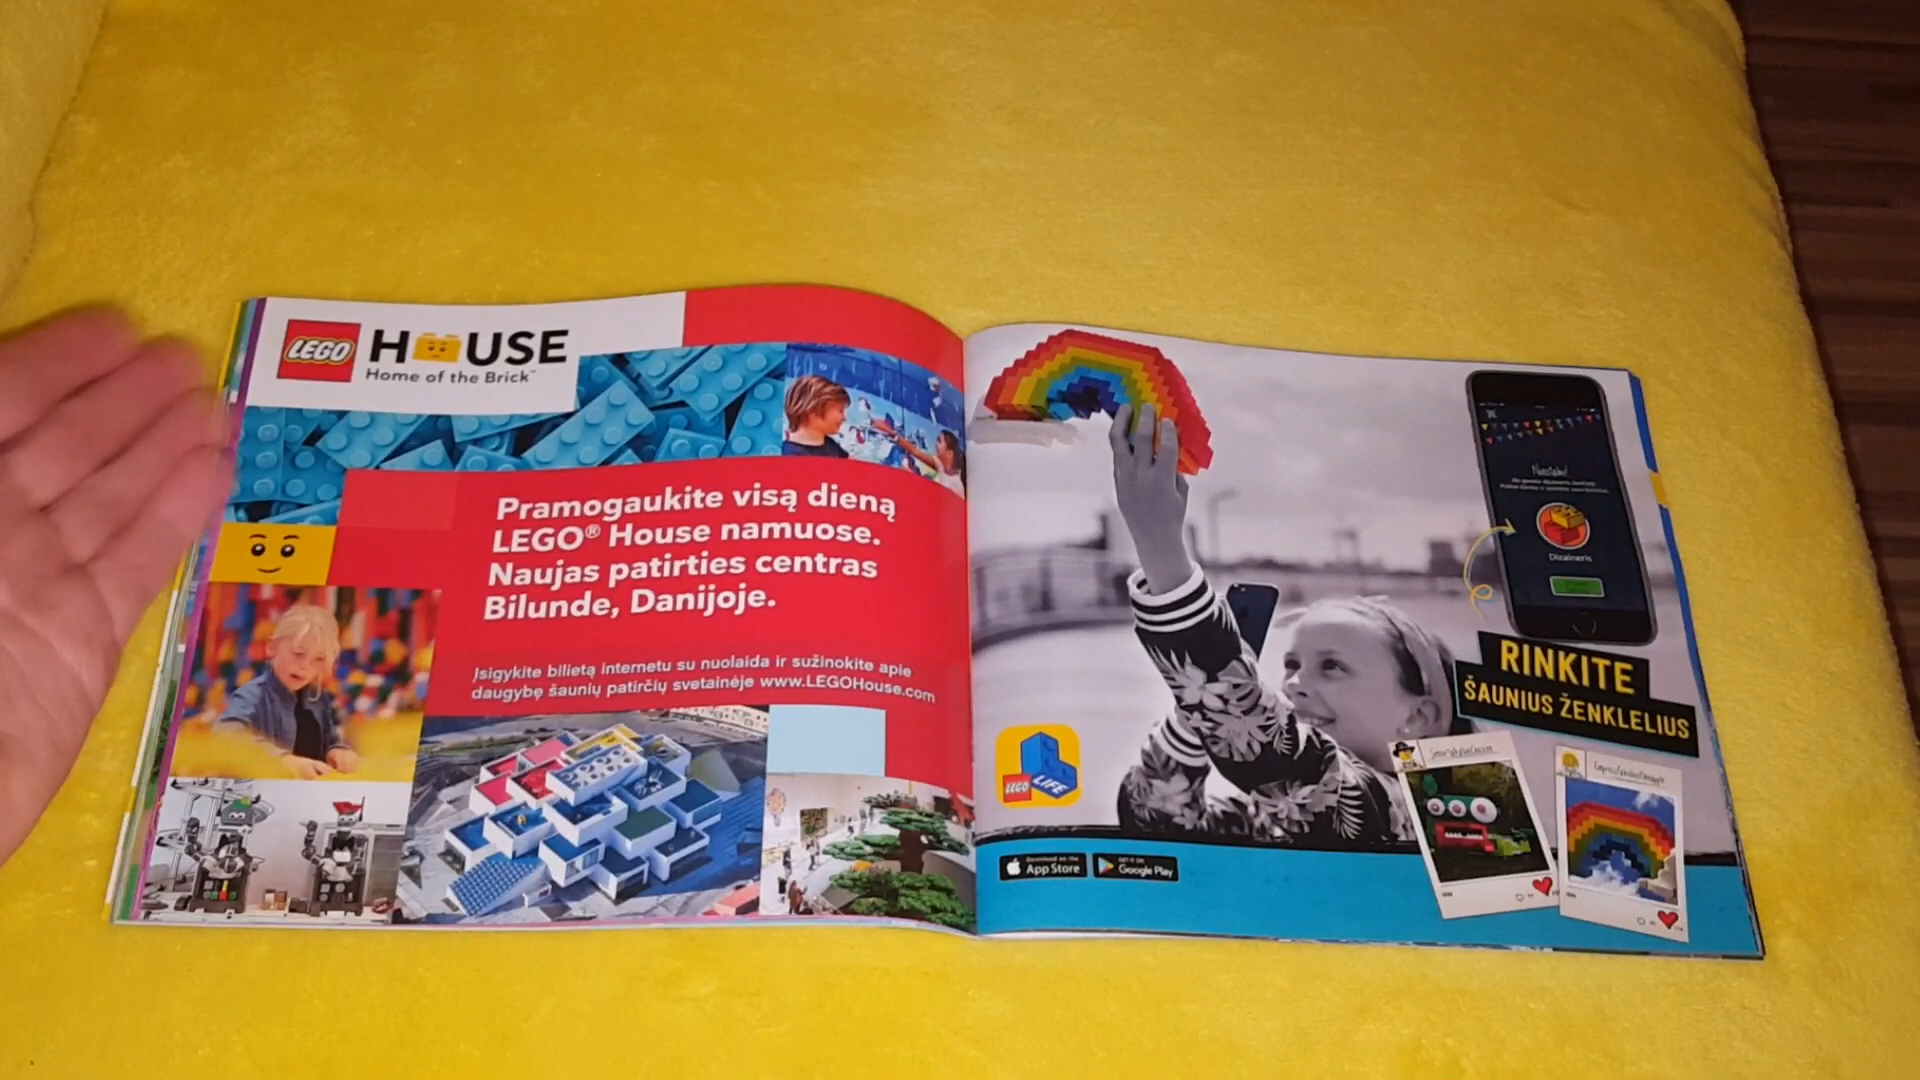 LEGO HOUSE
Home of the Brick™
Pramogaukite visą dieną
LEGO® House namuose.
Naujas patirties centras
Bilunde, Danijoje.
Įsigykite bilietą internetu su nuolaida ir sužinokite apie
daugybę šaunių patirčių svetainėje www.LEGOHouse.com
Dizaineris
RINKITE
ŠAUNIUS ŽENKLELIUS
LEGO LIFE
Download on the
App Store
GET IT ON
Google Play